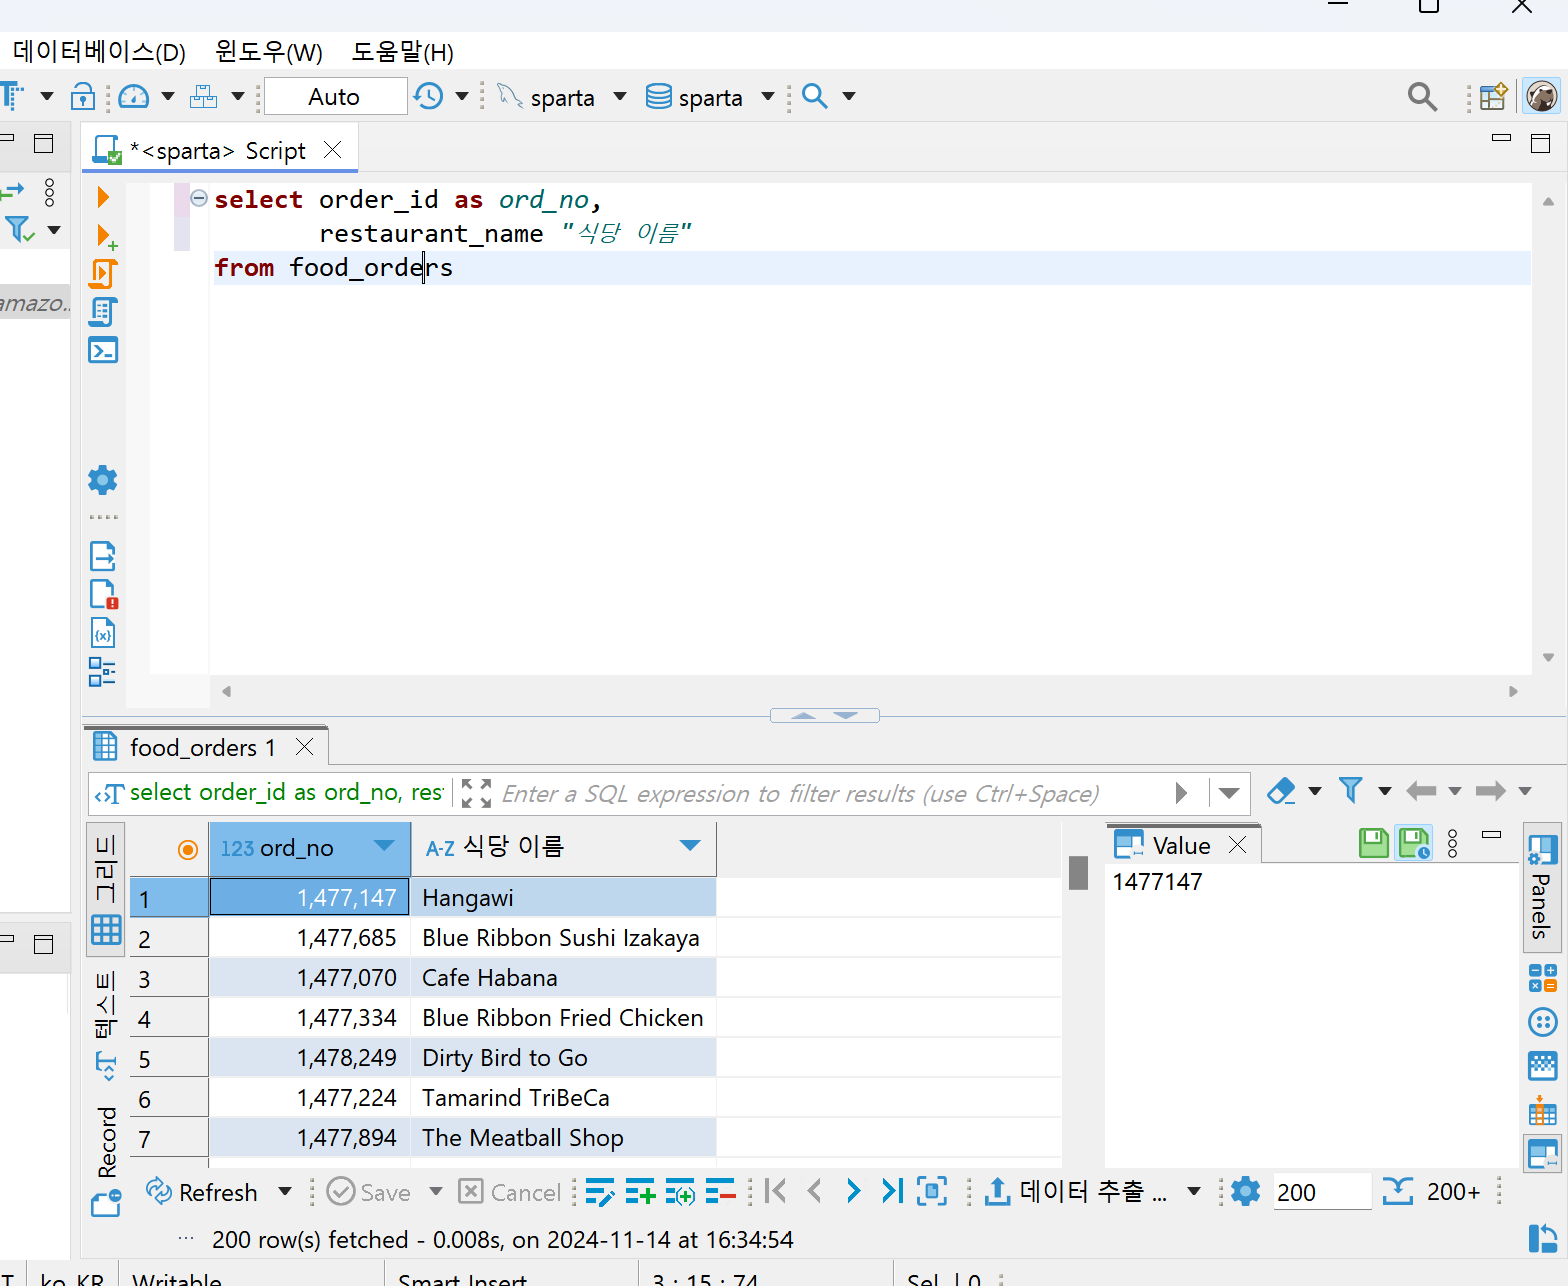 데이터베이스(D) 윈도우(W) 도움말(H)
Auto sparta sparta
*<sparta> Script
select order_id as ord_no,
restaurant_name "식당 이름"
from food_orders
amazo..
food_orders 1
select order_id as ord_no, res
Enter a SQL expression to filter results (use Ctrl+Space)
그리드
텍스트
Record
123 ord_no A-Z 식당 이름
1 1,477,147 Hangawi
2 1,477,685 Blue Ribbon Sushi Izakaya
3 1,477,070 Cafe Habana
4 1,477,334 Blue Ribbon Fried Chicken
5 1,478,249 Dirty Bird to Go
6 1,477,224 Tamarind TriBeCa
7 1,477,894 The Meatball Shop
Value
1477147
Panels
Refresh Save Cancel 데이터 추출 ... 200 200+
200 row(s) fetched - 0.008s, on 2024-11-14 at 16:34:54
T ko_KR Writable Smart Insert 3 : 15 : 74 Sel: | 0